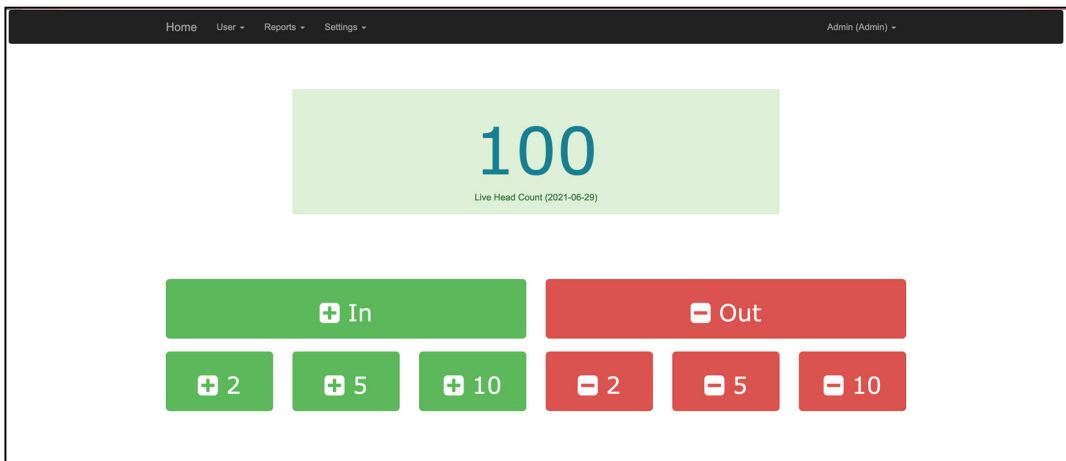 Home User Reports Settings Admin (Admin)
100
Live Head Count (2021-06-29)
In Out
2 5 10 2 5 10